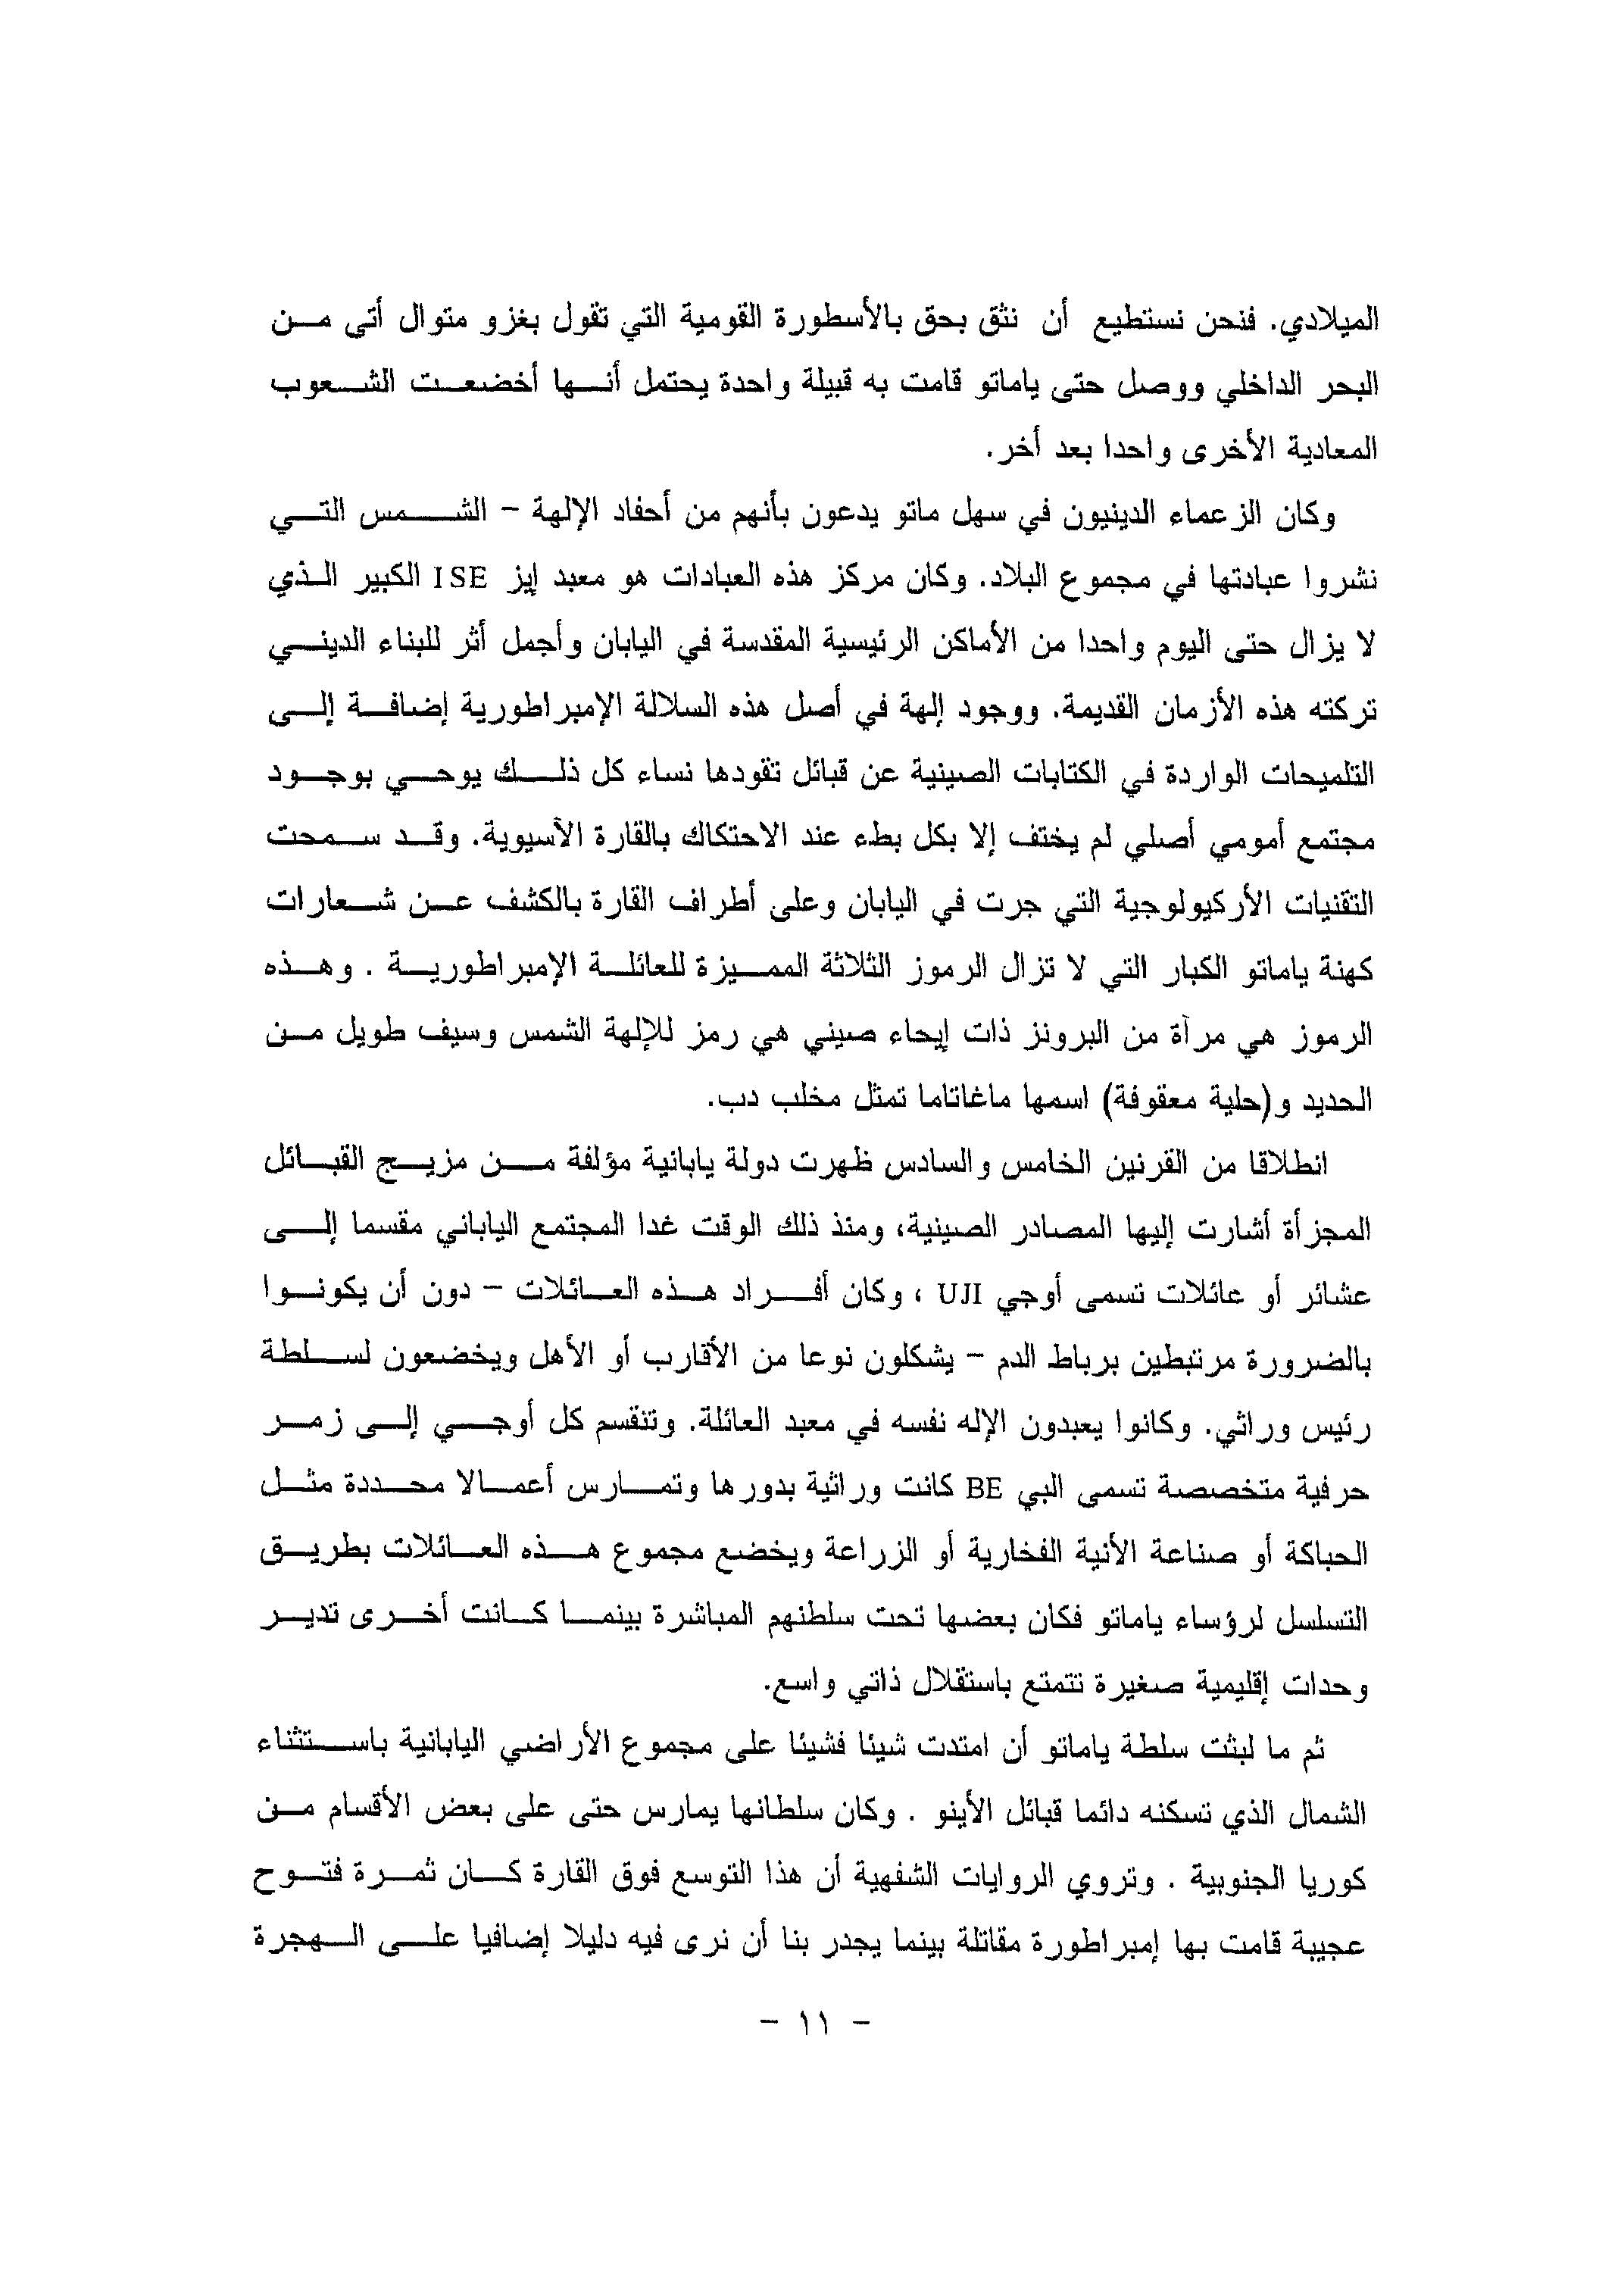 الميلادي. فنحن نستطيع أن نثق بحق بالأسطورة القومية التي تقول بغزو متوال أتى من
البحر الداخلي ووصل حتى ياماتو قامت به قبيلة واحدة يحتمل أنها أخضعت الشعوب
المعادية الأخرى واحدا بعد أخر.
وكان الزعماء الدينيون في سهل ماتو يدعون بأنهم من أحفاد الإلهة – الشمس التي
نشروا عبادتها في مجموع البلاد. وكان مركز هذه العبادات هو معبد إيز ISE الكبير الذي
لا يزال حتى اليوم واحدا من الأماكن الرئيسية المقدسة في اليابان وأجمل أثر للبناء الديني
تركته هذه الأزمان القديمة. ووجود إلهة في أصل هذه السلالة الإمبراطورية إضافة إلى
التلميحات الواردة في الكتابات الصينية عن قبائل تقودها نساء كل ذلك يوحي بوجود
مجتمع أمومي أصلي لم يختف إلا بكل بطء عند الاحتكاك بالقارة الآسيوية. وقد سمحت
التقنيات الأركيولوجية التي جرت في اليابان وعلى أطراف القارة بالكشف عن شعارات
كهنة ياماتو الكبار التي لا تزال الرموز الثلاثة المميزة للعائلة الإمبراطورية . وهذه
الرموز هي مرآة من البرونز ذات إيحاء صيني هي رمز للإلهة الشمس وسيف طويل من
الحديد و(حلية معقوفة) اسمها ماغاتاما تمثل مخلب دب.
انطلاقا من القرنين الخامس والسادس ظهرت دولة يابانية مؤلفة من مزيج القبائل
المجزأة أشارت إليها المصادر الصينية، ومنذ ذلك الوقت غدا المجتمع الياباني مقسما إلى
عشائر أو عائلات تسمى أوجي UJI ، وكان أفراد هذه العائلات – دون أن يكونوا
بالضرورة مرتبطين برباط الدم – يشكلون نوعا من الأقارب أو الأهل ويخضعون لسلطة
رئيس وراثي. وكانوا يعبدون الإله نفسه في معبد العائلة. وتنقسم كل أوجي إلى زمر
حرفية متخصصة تسمى البي BE كانت وراثية بدورها وتمارس أعمالا محددة مثل
الحباكة أو صناعة الأنية الفخارية أو الزراعة ويخضع مجموع هذه العائلات بطريق
التسلسل لرؤساء ياماتو فكان بعضها تحت سلطنهم المباشرة بينما كانت أخرى تدير
وحدات إقليمية صغيرة تتمتع باستقلال ذاتي واسع.
ثم ما لبثت سلطة ياماتو أن امتدت شيئا فشيئا على مجموع الأراضي اليابانية باستثناء
الشمال الذي تسكنه دائما قبائل الأينو . وكان سلطانها يمارس حتى على بعض الأقسام من
كوريا الجنوبية . وتروي الروايات الشفهية أن هذا التوسع فوق القارة كان ثمرة فتوح
عجيبة قامت بها إمبراطورة مقاتلة بينما يجدر بنا أن نرى فيه دليلا إضافيا على الهجرة
– ١١ –